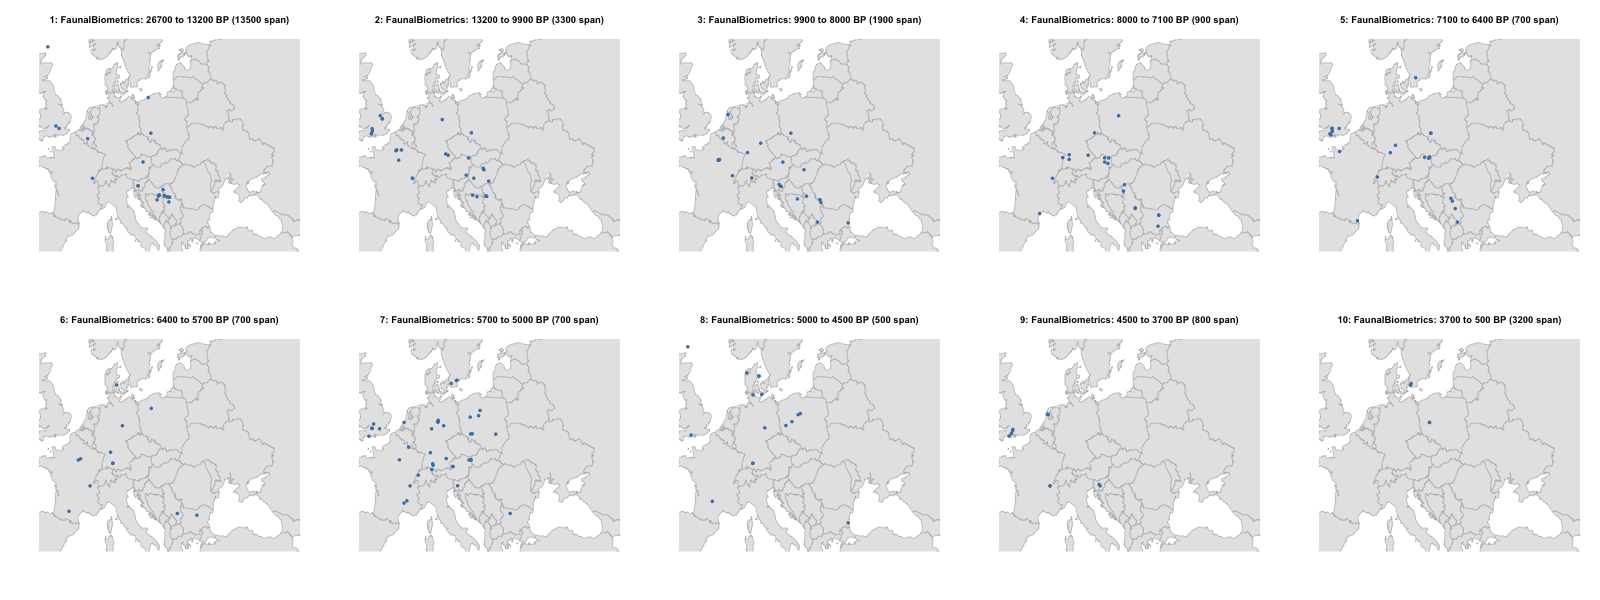 1: FaunalBiometrics: 26700 to 13200 BP (13500 span)
2: FaunalBiometrics: 13200 to 9900 BP (3300 span)
3: FaunalBiometrics: 9900 to 8000 BP (1900 span)
4: FaunalBiometrics: 8000 to 7100 BP (900 span)
5: FaunalBiometrics: 7100 to 6400 BP (700 span)
6: FaunalBiometrics: 6400 to 5700 BP (700 span)
7: FaunalBiometrics: 5700 to 5000 BP (700 span)
8: FaunalBiometrics: 5000 to 4500 BP (500 span)
9: FaunalBiometrics: 4500 to 3700 BP (800 span)
10: FaunalBiometrics: 3700 to 500 BP (3200 span)